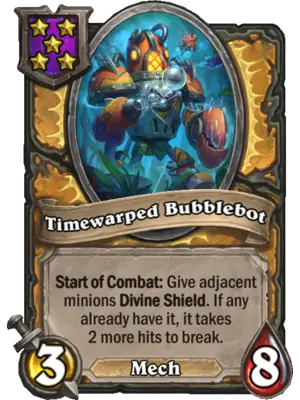 Timewarped Bubblebot
Start of Combat: Give adjacent
minions Divine Shield. If any
already have it, it takes
2 more hits to break.
3
Mech
8